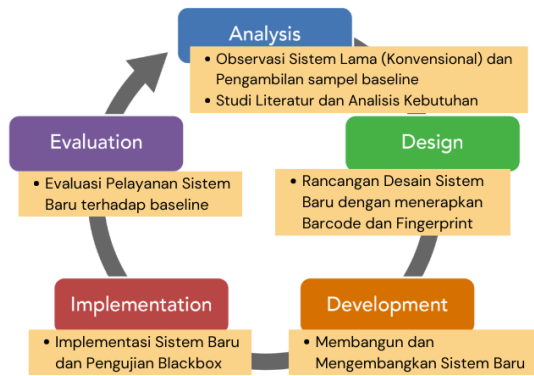 Analysis
• Observasi Sistem Lama (Konvensional) dan
Pengambilan sampel baseline
• Studi Literatur dan Analisis Kebutuhan
Design
• Rancangan Desain Sistem
Baru dengan menerapkan
Barcode dan Fingerprint
Development
• Membangun dan
Mengembangkan Sistem Baru
Implementation
• Implementasi Sistem Baru
dan Pengujian Blackbox
Evaluation
• Evaluasi Pelayanan Sistem
Baru terhadap baseline